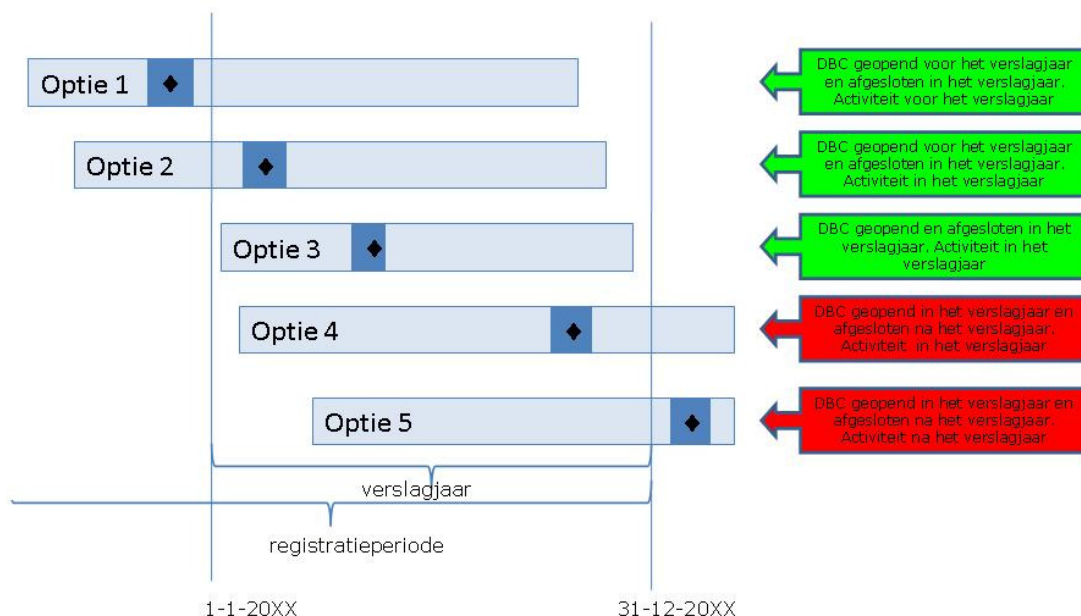 Optie 1
DBC geopend voor het verslagjaar
en afgesloten in het verslagjaar.
Activiteit voor het verslagjaar
Optie 2
DBC geopend voor het verslagjaar
en afgesloten in het verslagjaar.
Activiteit in het verslagjaar
Optie 3
DBC geopend en afgesloten in het
verslagjaar. Activiteit in het
verslagjaar
Optie 4
DBC geopend in het verslagjaar en
afgesloten na het verslagjaar.
Activiteit in het verslagjaar
Optie 5
DBC geopend in het verslagjaar en
afgesloten na het verslagjaar.
Activiteit na het verslagjaar
verslagjaar
registratieperiode
1-1-20XX
31-12-20XX